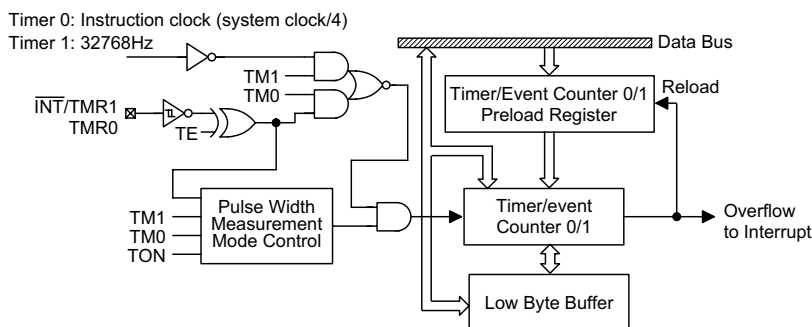 Timer 0: Instruction clock (system clock/4)
Timer 1: 32768Hz
Data Bus
TM1
TM0
Timer/Event Counter 0/1
Preload Register
Reload
INT/TMR1
TMR0
TE
TM1
TM0
TON
Pulse Width
Measurement
Mode Control
Timer/event
Counter 0/1
Overflow
to Interrupt
Low Byte Buffer